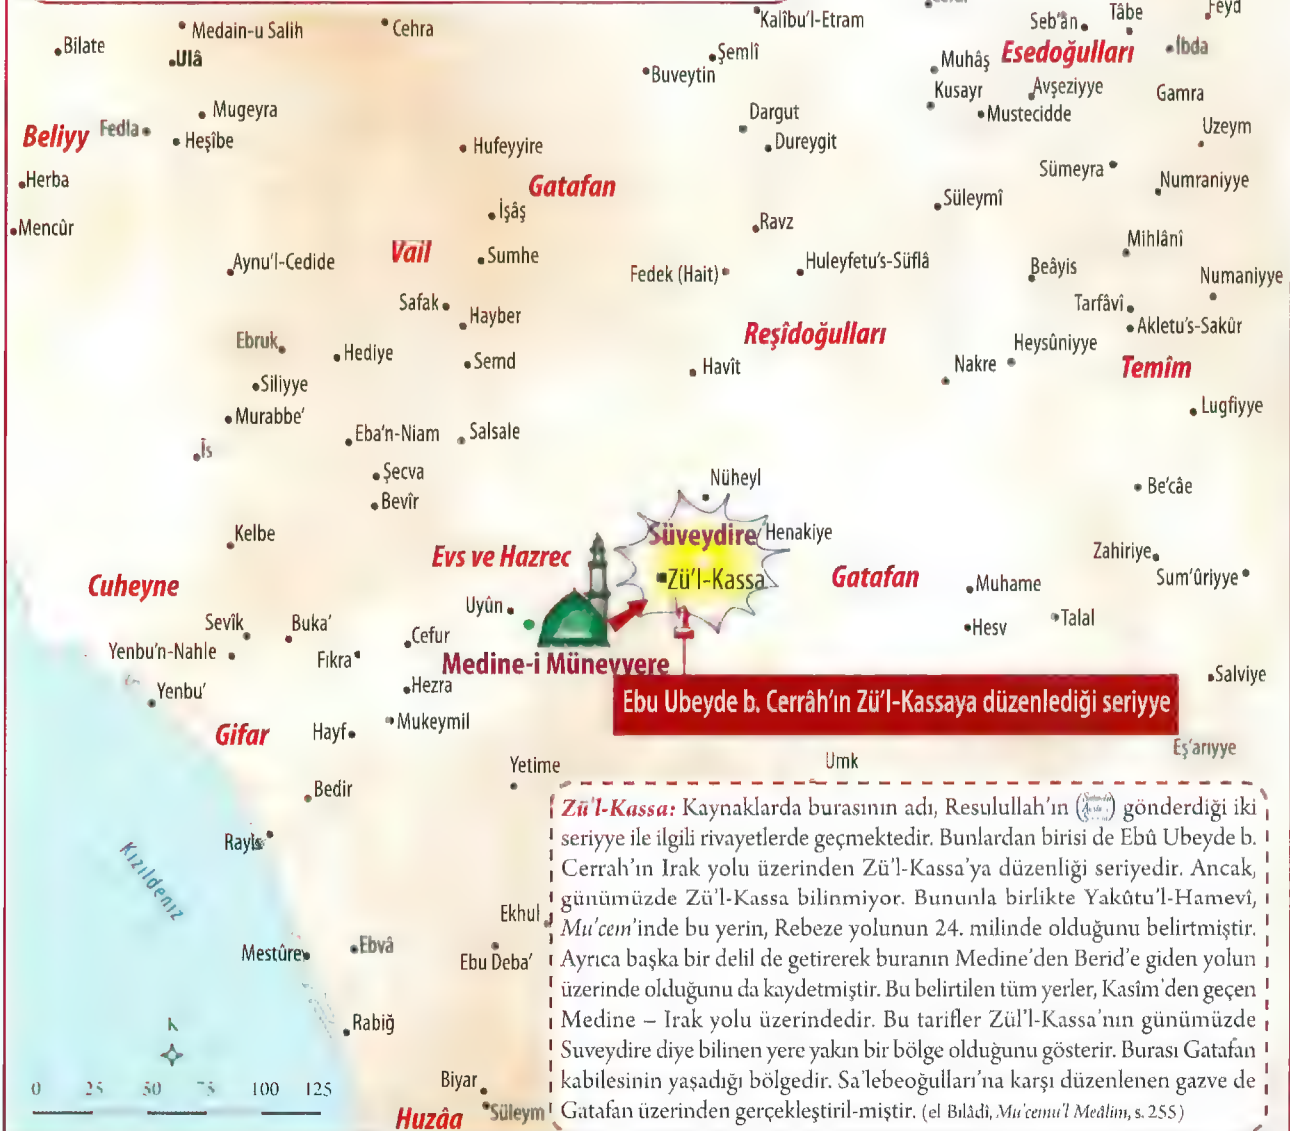 Kalîbu'l-Etram
Seb'ân
Tâbe
Feyd
Medain-u Salih
Cehra
Bilate
Ulâ
Şemlî
Buveytin
Muhâş
Esedoğulları
İbda
Kusayr
Avşeziyye
Gamra
Mugeyra
Dargut
Mustecidde
Uzeym
Beliyy
Fedla
Heşîbe
Hufeyyire
Dureygit
Sümeyra
Herba
Gatafan
Numraniyye
İşâş
Süleymî
Mencûr
Ravz
Mihlânî
Aynu'l-Cedide
Vail
Sumhe
Fedek (Hait)
Huleyfetu's-Süflâ
Beâyis
Numaniyye
Safak
Hayber
Tarfâvî
Akletu's-Sakûr
Ebruk
Hediye
Reşîdoğulları
Heysûniyye
Semd
Havît
Nakre
Temîm
Siliyye
Murabbe'
Lugfiyye
Îs
Eba'n-Niam
Salsale
Şecva
Nüheyl
Be'câe
Bevîr
Kelbe
Süveydire
Henakiye
Evs ve Hazrec
Zahiriye
Cuheyne
Zü'l-Kassa
Gatafan
Muhame
Sum'ûriyye
Uyûn
Sevîk
Buka'
Cefur
Hesv
Talal
Yenbu'n-Nahle
Fıkra
Medine-i Münevvere
Yenbu'
Hezra
Salviye
Ebu Ubeyde b. Cerrâh'ın Zü'l-Kassaya düzenlediği seriyye
Gifar
Hayf
Mukeymil
Eş'arıyye
Yetime
Umk
Bedir
Rayis
Kızıldeniz
Ekhul
Mestûre
Ebvâ
Ebu Deba'
Rabiğ
K
0 25 50 75 100 125
Biyar
Süleym
Huzâa
Zü'l-Kassa: Kaynaklarda burasının adı, Resulullah'ın ( ) gönderdiği iki
seriyye ile ilgili rivayetlerde geçmektedir. Bunlardan birisi de Ebû Ubeyde b.
Cerrah'ın Irak yolu üzerinden Zü'l-Kassa'ya düzenliği seriyedir. Ancak,
günümüzde Zü'l-Kassa bilinmiyor. Bununla birlikte Yakûtu'l-Hamevî,
Mu'cem'inde bu yerin, Rebeze yolunun 24. milinde olduğunu belirtmiştir.
Ayrıca başka bir delil de getirerek buranın Medine'den Berid'e giden yolun
üzerinde olduğunu da kaydetmiştir. Bu belirtilen tüm yerler, Kasîm'den geçen
Medine – Irak yolu üzerindedir. Bu tarifler Zül'l-Kassa'nın günümüzde
Suveydire diye bilinen yere yakın bir bölge olduğunu gösterir. Burası Gatafan
kabilesinin yaşadığı bölgedir. Sa'lebeoğulları'na karşı düzenlenen gazve de
Gatafan üzerinden gerçekleştiril-miştir. (el Bılâdî, Mu'cemu'l Meâlim, s. 255)